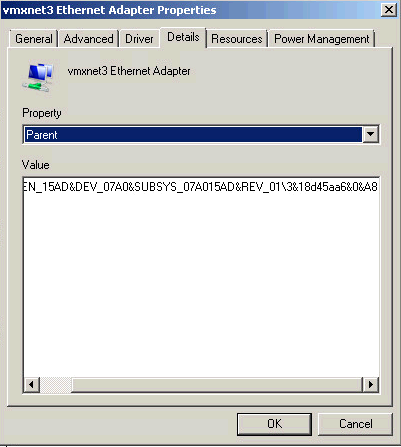 vmxnet3 Ethernet Adapter Properties
General Advanced Driver Details Resources Power Management
vmxnet3 Ethernet Adapter
Property
Parent
Value
EN_15AD&DEV_07A0&SUBSYS_07A015AD&REV_01\3&18d45aa6&0&A8
OK Cancel